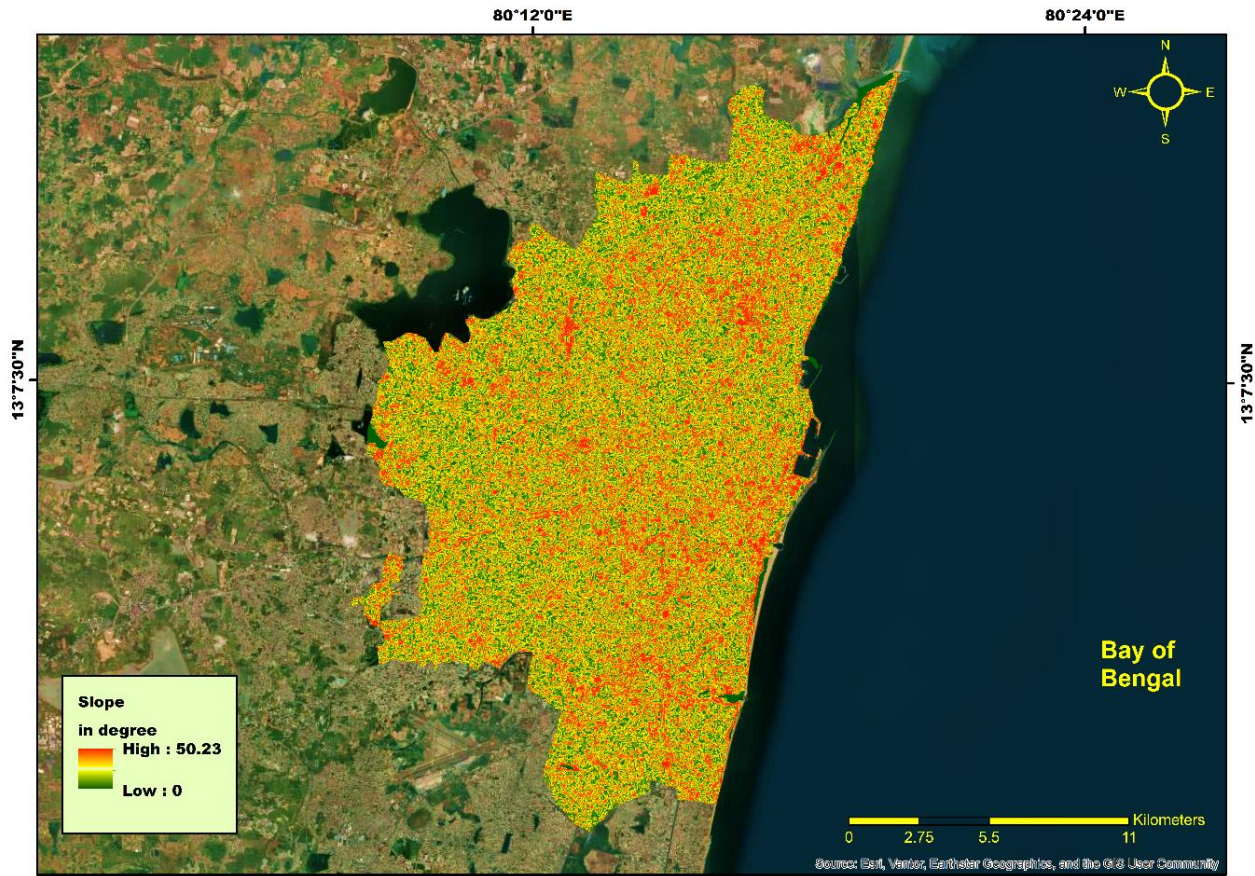 80°12'0"E
80°24'0"E
N
W E
S
13°7'30"N
13°7'30"N
Bay of
Bengal
Slope
in degree
High : 50.23
Low : 0
Kilometers
0 2.75 5.5 11
Source: Esri, Vantor, Earthstar Geographics, and the GIS User Community